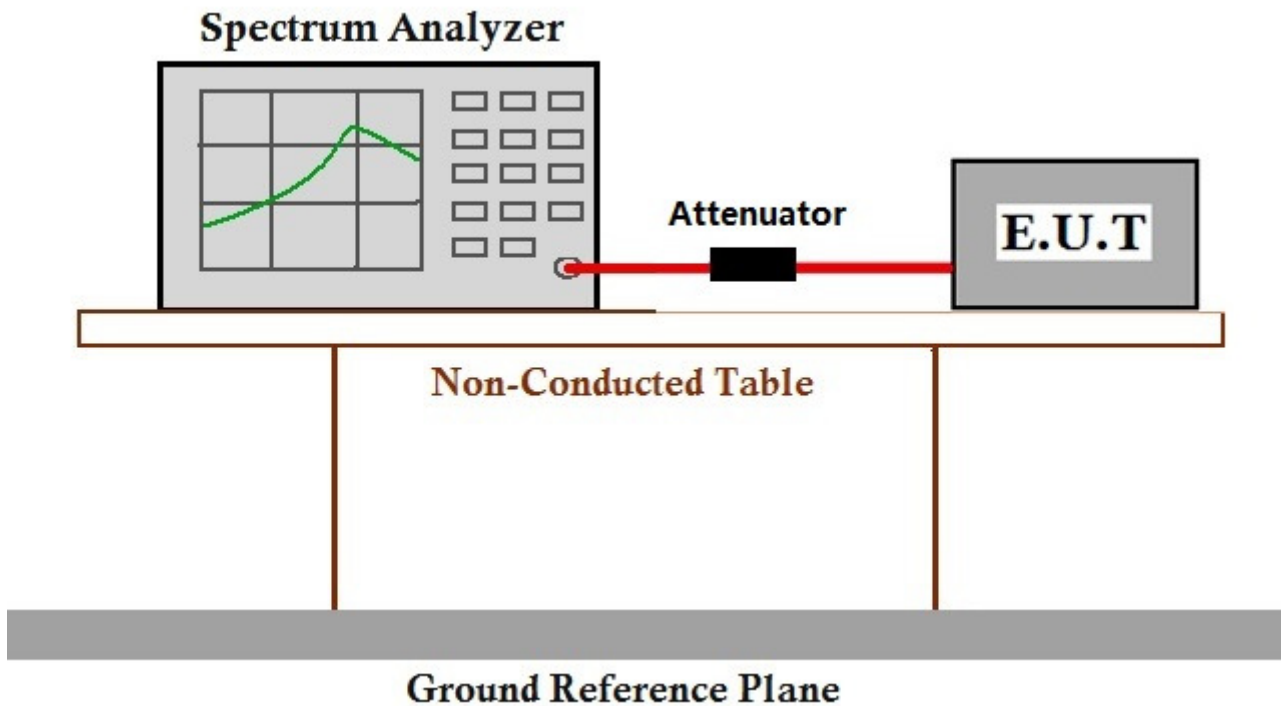 Spectrum Analyzer
Attenuator
E.U.T
Non-Conducted Table
Ground Reference Plane